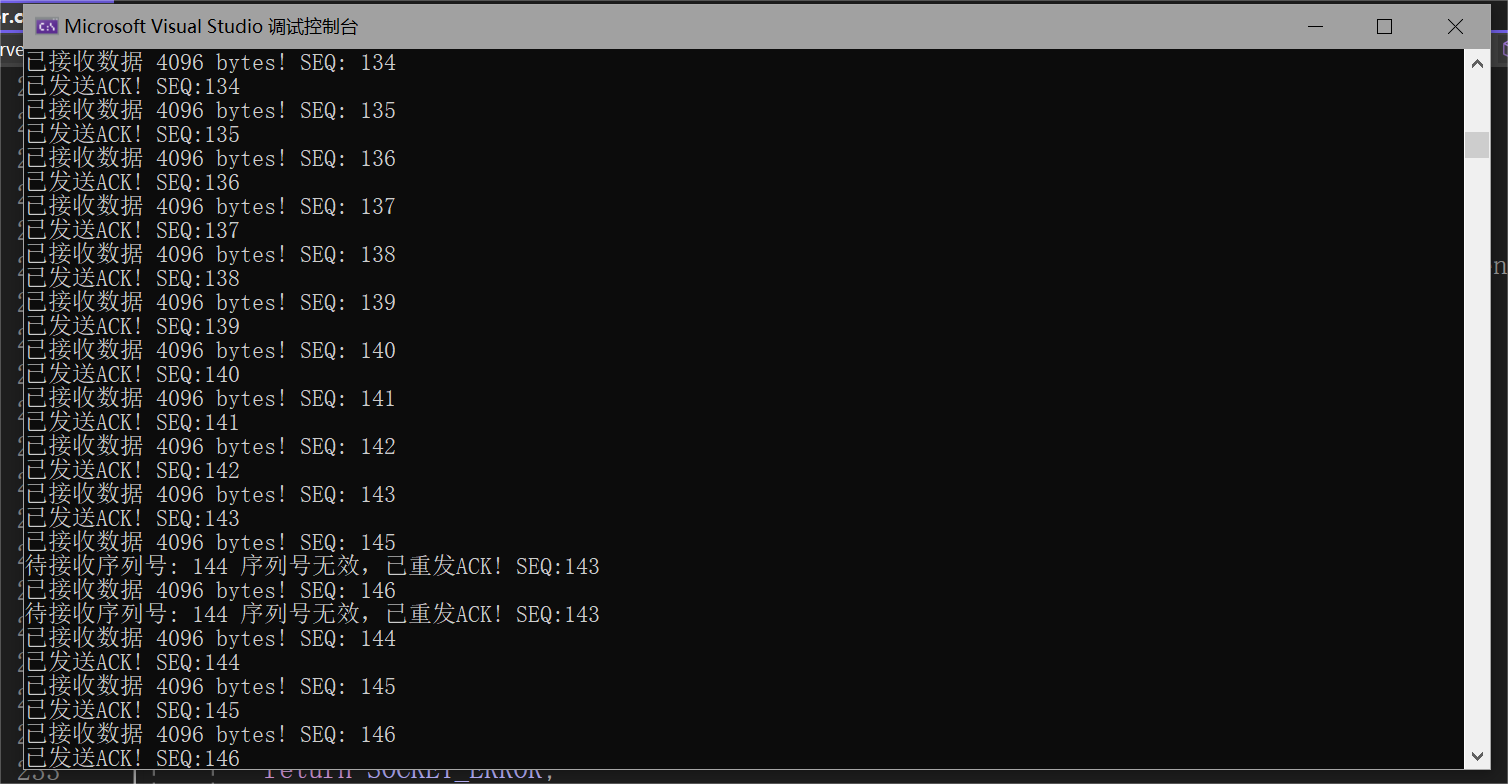 Microsoft Visual Studio 调试控制台
已接收数据 4096 bytes! SEQ: 134
已发送ACK! SEQ:134
已接收数据 4096 bytes! SEQ: 135
已发送ACK! SEQ:135
已接收数据 4096 bytes! SEQ: 136
已发送ACK! SEQ:136
已接收数据 4096 bytes! SEQ: 137
已发送ACK! SEQ:137
已接收数据 4096 bytes! SEQ: 138
已发送ACK! SEQ:138
已接收数据 4096 bytes! SEQ: 139
已发送ACK! SEQ:139
已接收数据 4096 bytes! SEQ: 140
已发送ACK! SEQ:140
已接收数据 4096 bytes! SEQ: 141
已发送ACK! SEQ:141
已接收数据 4096 bytes! SEQ: 142
已发送ACK! SEQ:142
已接收数据 4096 bytes! SEQ: 143
已发送ACK! SEQ:143
已接收数据 4096 bytes! SEQ: 145
待接收序列号: 144 序列号无效，已重发ACK! SEQ:143
已接收数据 4096 bytes! SEQ: 146
待接收序列号: 144 序列号无效，已重发ACK! SEQ:143
已接收数据 4096 bytes! SEQ: 144
已发送ACK! SEQ:144
已接收数据 4096 bytes! SEQ: 145
已发送ACK! SEQ:145
已接收数据 4096 bytes! SEQ: 146
已发送ACK! SEQ:146
return SOCKET_ERROR;